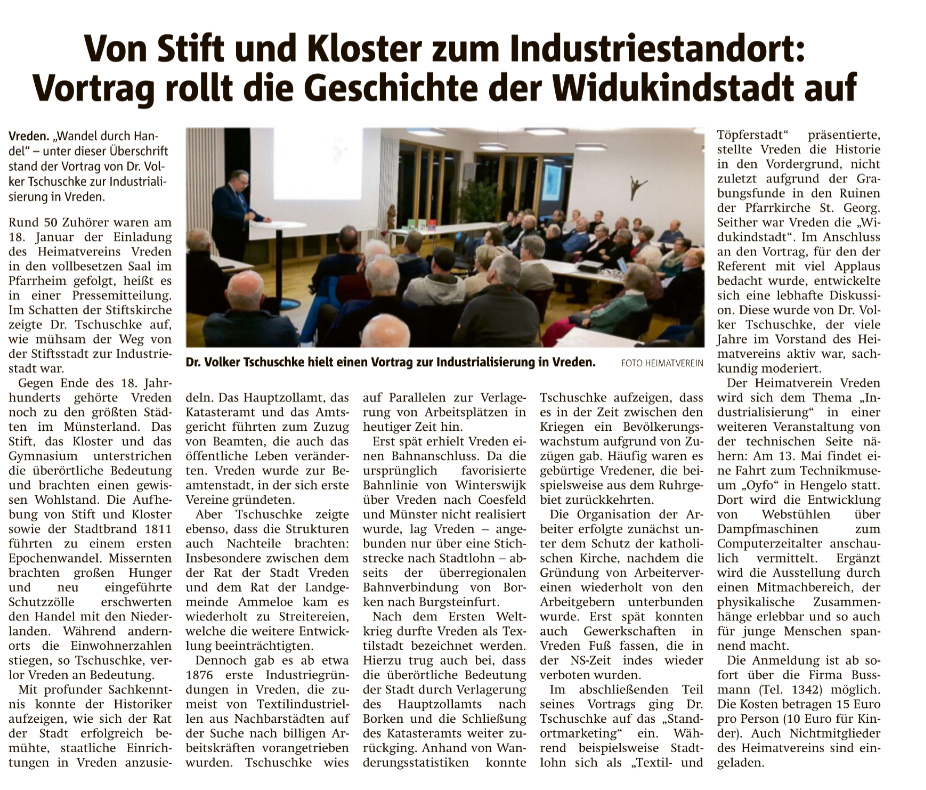 Von Stift und Kloster zum Industriestandort:
Vortrag rollt die Geschichte der Widukindstadt auf
Vreden. „Wandel durch Han-
del“ – unter dieser Überschrift
stand der Vortrag von Dr. Vol-
ker Tschuschke zur Industriali-
sierung in Vreden.
Rund 50 Zuhörer waren am
18. Januar der Einladung
des Heimatvereins Vreden
in den vollbesetzen Saal im
Pfarrheim gefolgt, heißt es
in einer Pressemitteilung.
Im Schatten der Stiftskirche
zeigte Dr. Tschuschke auf,
wie mühsam der Weg von
der Stiftsstadt zur Industrie-
stadt war.
Gegen Ende des 18. Jahr-
hunderts gehörte Vreden
noch zu den größten Städ-
ten im Münsterland. Das
Stift, das Kloster und das
Gymnasium unterstrichen
die überörtliche Bedeutung
und brachten einen gewis-
sen Wohlstand. Die Aufhe-
bung von Stift und Kloster
sowie der Stadtbrand 1811
führten zu einem ersten
Epochenwandel. Missernten
brachten großen Hunger
und neu eingeführte
Schutzzölle erschwerten
den Handel mit den Nieder-
landen. Während andern-
orts die Einwohnerzahlen
stiegen, so Tschuschke, ver-
lor Vreden an Bedeutung.
Mit profunder Sachkennt-
nis konnte der Historiker
aufzeigen, wie sich der Rat
der Stadt erfolgreich be-
mühte, staatliche Einrich-
tungen in Vreden anzusie-
Dr. Volker Tschuschke hielt einen Vortrag zur Industrialisierung in Vreden.
FOTO HEIMATVEREIN
deln. Das Hauptzollamt, das
Katasteramt und das Amts-
gericht führten zum Zuzug
von Beamten, die auch das
öffentliche Leben veränder-
ten. Vreden wurde zur Be-
amtenstadt, in der sich erste
Vereine gründeten.
Aber Tschuschke zeigte
ebenso, dass die Strukturen
auch Nachteile brachten:
Insbesondere zwischen dem
der Rat der Stadt Vreden
und dem Rat der Landge-
meinde Ammeloe kam es
wiederholt zu Streitereien,
welche die weitere Entwick-
lung beeinträchtigten.
Dennoch gab es ab etwa
1876 erste Industriegrün-
dungen in Vreden, die zu-
meist von Textilindustriel-
len aus Nachbarstädten auf
der Suche nach billigen Ar-
beitskräften vorangetrieben
wurden. Tschuschke wies
auf Parallelen zur Verlage-
rung von Arbeitsplätzen in
heutiger Zeit hin.
Erst spät erhielt Vreden ei-
nen Bahnanschluss. Da die
ursprünglich favorisierte
Bahnlinie von Winterswijk
über Vreden nach Coesfeld
und Münster nicht realisiert
wurde, lag Vreden – ange-
bunden nur über eine Stich-
strecke nach Stadtlohn – ab-
seits der überregionalen
Bahnverbindung von Bor-
ken nach Burgsteinfurt.
Nach dem Ersten Welt-
krieg durfte Vreden als Tex-
tilstadt bezeichnet werden.
Hierzu trug auch bei, dass
die überörtliche Bedeutung
der Stadt durch Verlagerung
des Hauptzollamts nach
Borken und die Schließung
des Katasteramts weiter zu-
rückging. Anhand von Wan-
derungsstatistiken konnte
Tschuschke aufzeigen, dass
es in der Zeit zwischen den
Kriegen ein Bevölkerungs-
wachstum aufgrund von Zu-
zügen gab. Häufig waren es
gebürtige Vredener, die bei-
spielsweise aus dem Ruhrge-
biet zurückkehrten.
Die Organisation der Ar-
beiter erfolgte zunächst un-
ter dem Schutz der katholi-
schen Kirche, nachdem die
Gründung von Arbeiterver-
einen wiederholt von den
Arbeitgebern unterbunden
wurde. Erst spät konnten
auch Gewerkschaften in
Vreden Fuß fassen, die in
der NS-Zeit indes wieder
verboten wurden.
Im abschließenden Teil
seines Vortrags ging Dr.
Tschuschke auf das „Stand-
ortmarketing“ ein. Wäh-
rend beispielsweise Stadt-
lohn sich als „Textil- und
Töpferstadt“ präsentierte,
stellte Vreden die Historie
in den Vordergrund, nicht
zuletzt aufgrund der Gra-
bungsfunde in den Ruinen
der Pfarrkirche St. Georg.
Seither war Vreden die „Wi-
dukindstadt“. Im Anschluss
an den Vortrag, für den der
Referent mit viel Applaus
bedacht wurde, entwickelte
sich eine lebhafte Diskussi-
on. Diese wurde von Dr. Vol-
ker Tschuschke, der viele
Jahre im Vorstand des Hei-
matvereins aktiv war, sach-
kundig moderiert.
Der Heimatverein Vreden
wird sich dem Thema „In-
dustrialisierung“ in einer
weiteren Veranstaltung von
der technischen Seite nä-
hern: Am 13. Mai findet ei-
ne Fahrt zum Technikmuse-
um „Oyfo“ in Hengelo statt.
Dort wird die Entwicklung
von Webstühlen über
Dampfmaschinen zum
Computerzeitalter anschau-
lich vermittelt. Ergänzt
wird die Ausstellung durch
einen Mitmachbereich, der
physikalische Zusammen-
hänge erlebbar und so auch
für junge Menschen span-
nend macht.
Die Anmeldung ist ab so-
fort über die Firma Buss-
mann (Tel. 1342) möglich.
Die Kosten betragen 15 Euro
pro Person (10 Euro für Kin-
der). Auch Nichtmitglieder
des Heimatvereins sind ein-
geladen.